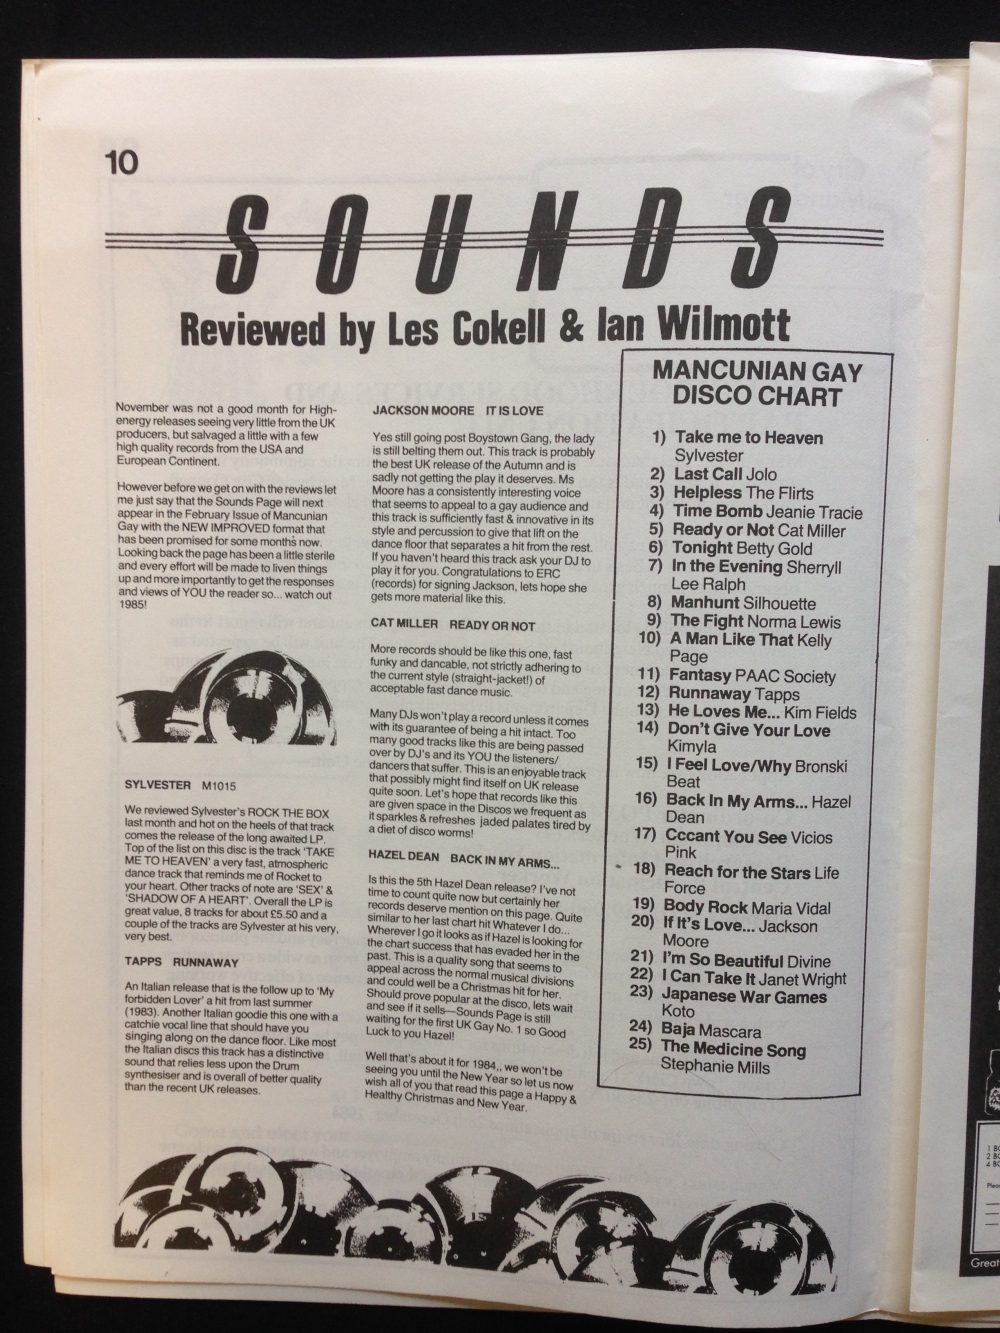 10
SOUNDS
Reviewed by Les Cokell & Ian Wilmott
November was not a good month for High-
energy releases seeing very little from the UK
producers, but salvaged a little with a few
high quality records from the USA and
European Continent.
However before we get on with the reviews let
me just say that the Sounds Page will next
appear in the February Issue of Mancunian
Gay with the NEW IMPROVED format that
has been promised for some months now.
Looking back the page has been a little sterile
and every effort will be made to liven things
up and more importantly to get the responses
and views of YOU the reader so... watch out
1985!
SYLVESTER M1015
We reviewed Sylvester's ROCK THE BOX
last month and hot on the heels of that track
comes the release of the long awaited LP.
Top of the list on this disc is the track 'TAKE
ME TO HEAVEN' a very fast, atmospheric
dance track that reminds me of Rocket to
your heart. Other tracks of note are 'SEX' &
'SHADOW OF A HEART'. Overall the LP is
great value, 8 tracks for about £5.50 and a
couple of the tracks are Sylvester at his very,
very best.
TAPPS RUNNAWAY
An Italian release that is the follow up to 'My
forbidden Lover' a hit from last summer
(1983). Another Italian goodie this one with a
catchie vocal line that should have you
singing along on the dance floor. Like most
the Italian discs this track has a distinctive
sound that relies less upon the Drum
synthesiser and is overall of better quality
than the recent UK releases.
JACKSON MOORE IT IS LOVE
Yes still going post Boystown Gang, the lady
is still belting them out. This track is probably
the best UK release of the Autumn and is
sadly not getting the play it deserves. Ms
Moore has a consistently interesting voice
that seems to appeal to a gay audience and
this track is sufficiently fast & innovative in its
style and percussion to give that lift on the
dance floor that separates a hit from the rest.
If you haven't heard this track ask your DJ to
play it for you. Congratulations to ERC
(records) for signing Jackson, lets hope she
gets more material like this.
CAT MILLER READY OR NOT
More records should be like this one, fast
funky and dancable, not strictly adhering to
the current style (straight-jacket!) of
acceptable fast dance music.
Many DJs won't play a record unless it comes
with its guarantee of being a hit intact. Too
many good tracks like this are being passed
over by DJ's and its YOU the listeners/
dancers that suffer. This is an enjoyable track
that possibly might find itself on UK release
quite soon. Let's hope that records like this
are given space in the Discos we frequent as
it sparkles & refreshes jaded palates tired by
a diet of disco worms!
HAZEL DEAN BACK IN MY ARMS...
Is this the 5th Hazel Dean release? I've not
time to count quite now but certainly her
records deserve mention on this page. Quite
similar to her last chart hit Whatever I do...
Wherever I go it looks as if Hazel is looking for
the chart success that has evaded her in the
past. This is a quality song that seems to
appeal across the normal musical divisions
and could well be a Christmas hit for her.
Should prove popular at the disco, lets wait
and see if it sells—Sounds Page is still
waiting for the first UK Gay No. 1 so Good
Luck to you Hazel!
Well that's about it for 1984,, we won't be
seeing you until the New Year so let us now
wish all of you that read this page a Happy &
Healthy Christmas and New Year.
MANCUNIAN GAY
DISCO CHART
1) Take me to Heaven
Sylvester
2) Last Call Jolo
3) Helpless The Flirts
4) Time Bomb Jeanie Tracie
5) Ready or Not Cat Miller
6) Tonight Betty Gold
7) In the Evening Sherryll
Lee Ralph
8) Manhunt Silhouette
9) The Fight Norma Lewis
10) A Man Like That Kelly
Page
11) Fantasy PAAC Society
12) Runnaway Tapps
13) He Loves Me... Kim Fields
14) Don't Give Your Love
Kimyla
15) I Feel Love/Why Bronski
Beat
16) Back In My Arms... Hazel
Dean
17) Cccant You See Vicios
Pink
18) Reach for the Stars Life
Force
19) Body Rock Maria Vidal
20) If It's Love... Jackson
Moore
21) I'm So Beautiful Divine
22) I Can Take It Janet Wright
23) Japanese War Games
Koto
24) Baja Mascara
25) The Medicine Song
Stephanie Mills
Great